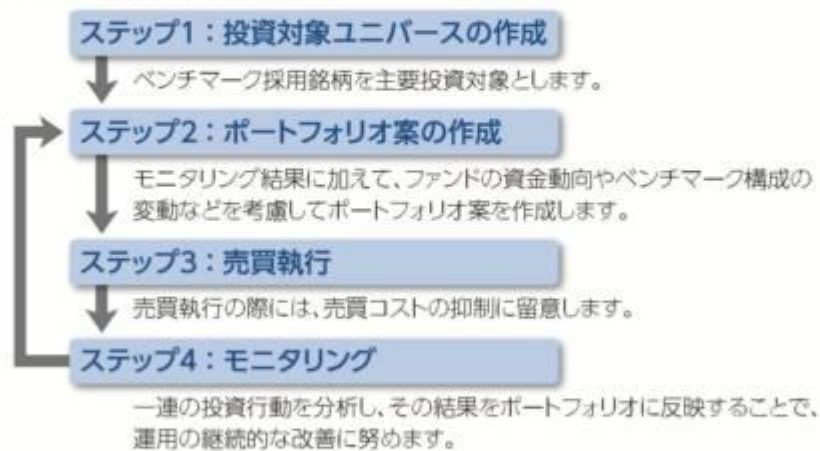 ステップ1：投資対象ユニバースの作成
ベンチマーク採用銘柄を主要投資対象とします。
ステップ2：ポートフォリオ案の作成
モニタリング結果に加えて、ファンドの資金動向やベンチマーク構成の
変動などを考慮してポートフォリオ案を作成します。
ステップ3：売買執行
売買執行の際には、売買コストの抑制に留意します。
ステップ4：モニタリング
一連の投資行動を分析し、その結果をポートフォリオに反映することで、
運用の継続的な改善に努めます。